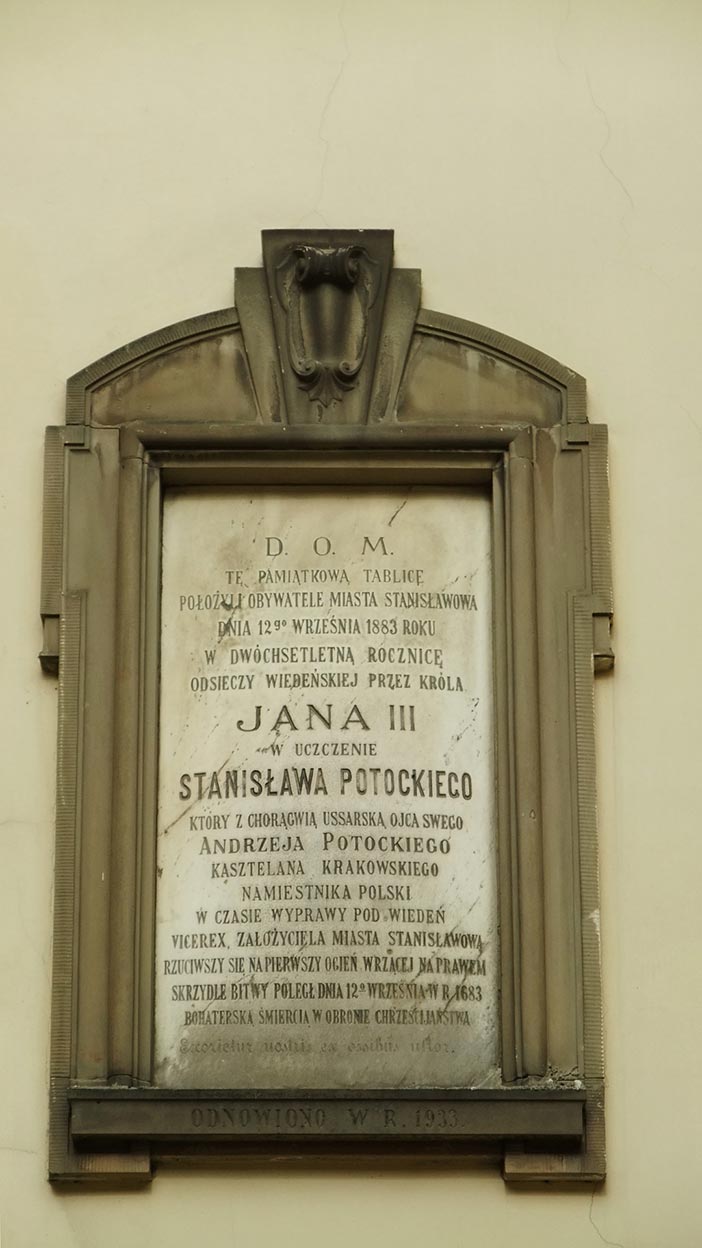 D. O. M.
TĘ PAMIĄTKOWĄ TABLICĘ
POŁOŻYLI OBYWATELE MIASTA STANISŁAWOWA
DNIA 12go WRZEŚNIA 1883 ROKU
W DWÓCHSETLETNĄ ROCZNICĘ
ODSIECZY WIEDEŃSKIEJ PRZEZ KRÓLA
JANA III
W UCZCZENIE
STANISŁAWA POTOCKIEGO
KTÓRY Z CHORĄGWIĄ USSARSKĄ OJCA SWEGO
ANDRZEJA POTOCKIEGO
KASZTELANA KRAKOWSKIEGO
NAMIESTNIKA POLSKI
W CZASIE WYPRAWY POD WIEDEŃ
VICEREX, ZAŁOŻYCIELA MIASTA STANISŁAWOWA
RZUCIWSZY SIĘ NA PIERWSZY OGIEŃ WRZĄCEJ NA PRAWEM
SKRZYDLE BITWY POLEGŁ DNIA 12go WRZEŚNIA W R. 1683
BOHATERSKĄ ŚMIERCIĄ W OBRONIE CHRZEŚCIJAŃSTWA
Exorietur nostris ex ossibus ultor.
ODNOWIONO W R. 1933.